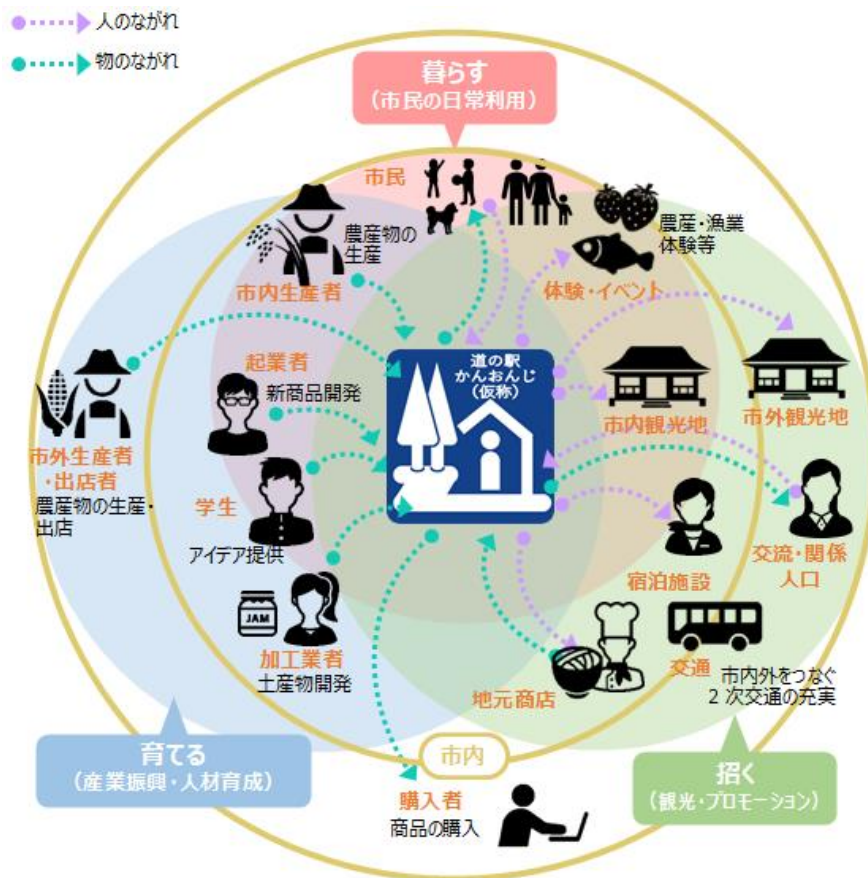 人のながれ
物のながれ
暮らす
（市民の日常利用）
市民
農産物の
生産
市内生産者
農産・漁業
体験等
体験・イベント
起業者
新商品開発
道の駅
かんおんじ
（仮称）
市内観光地
市外観光地
市外生産者
・出店者
農産物の生産・
出店
学生
アイデア提供
宿泊施設
交流・関係
人口
JAM
加工業者
土産物開発
地元商店
交通
市内外をつなぐ
2 次交通の充実
育てる
（産業振興・人材育成）
市内
招く
（観光・プロモーション）
購入者
商品の購入